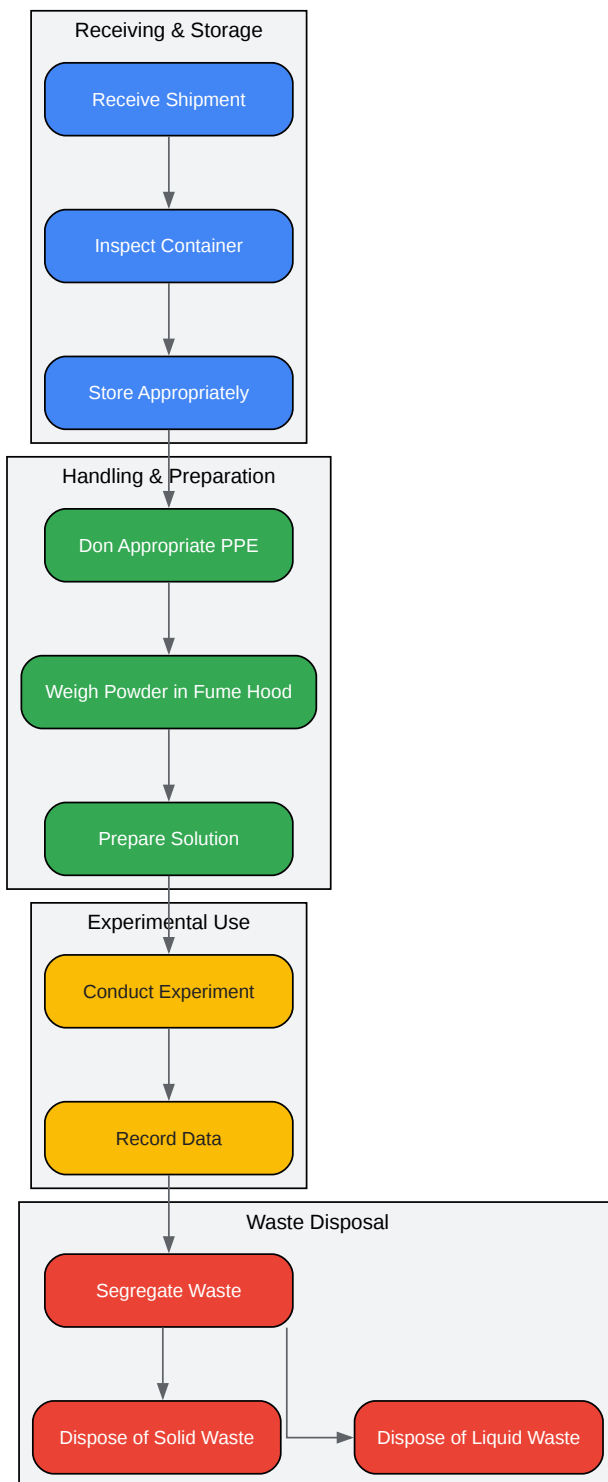 Receiving & Storage
Receive Shipment
Inspect Container
Store Appropriately
Handling & Preparation
Don Appropriate PPE
Weigh Powder in Fume Hood
Prepare Solution
Experimental Use
Conduct Experiment
Record Data
Waste Disposal
Segregate Waste
Dispose of Solid Waste
Dispose of Liquid Waste